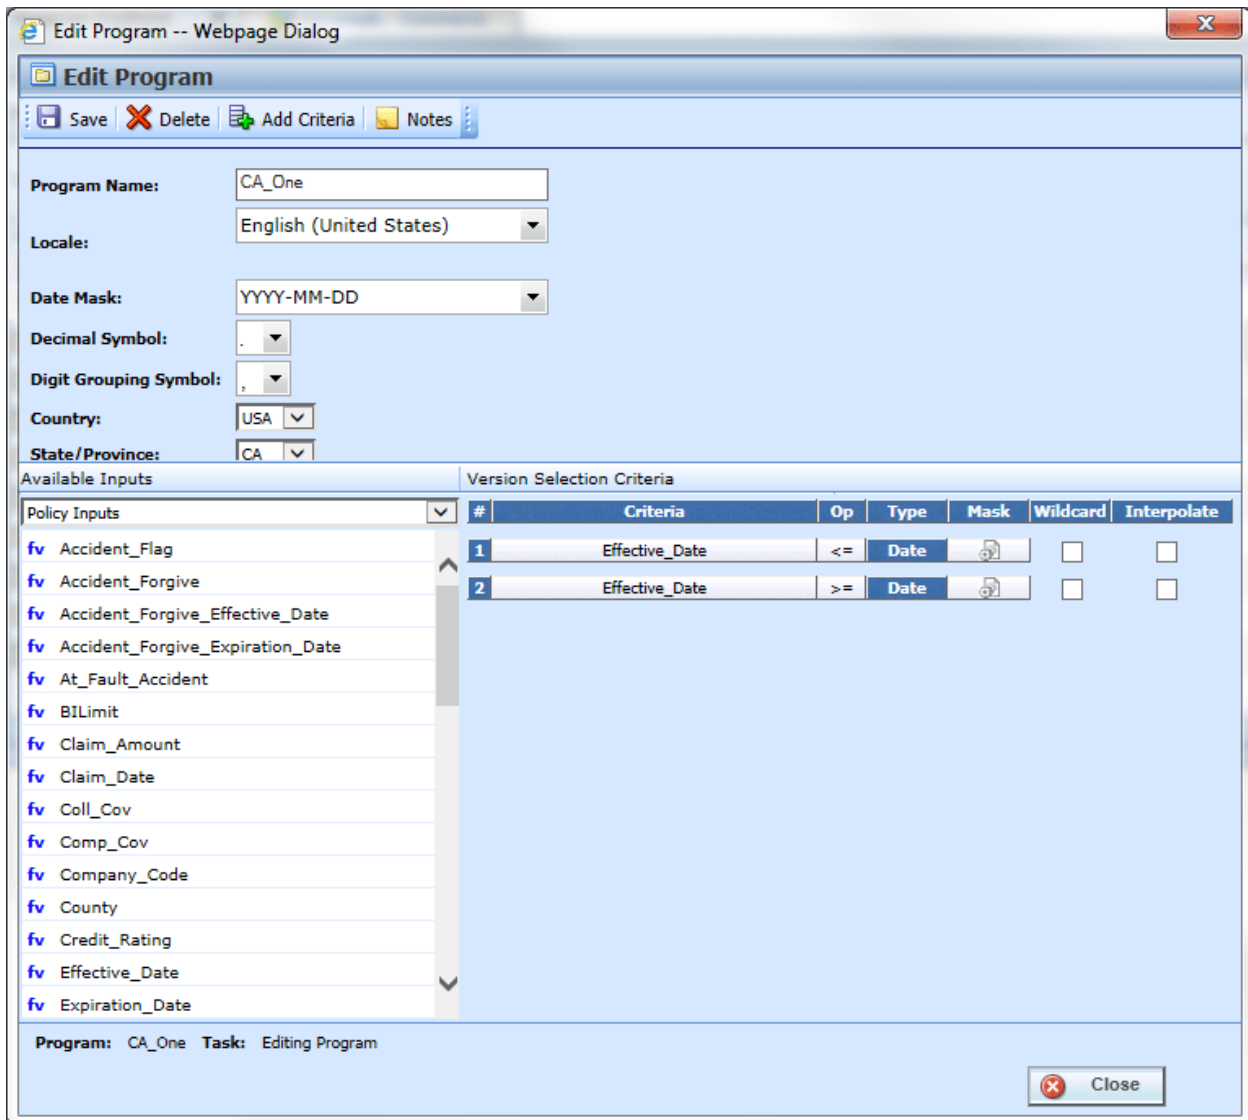 Edit Program -- Webpage Dialog
X
Edit Program
Save Delete Add Criteria Notes
Program Name: CA_One
Locale: English (United States)
Date Mask: YYYY-MM-DD
Decimal Symbol: .
Digit Grouping Symbol: ,
Country: USA
State/Province: CA
Available Inputs
Policy Inputs
fv Accident_Flag
fv Accident_Forgive
fv Accident_Forgive_Effective_Date
fv Accident_Forgive_Expiration_Date
fv At_Fault_Accident
fv BILimit
fv Claim_Amount
fv Claim_Date
fv Coll_Cov
fv Comp_Cov
fv Company_Code
fv County
fv Credit_Rating
fv Effective_Date
fv Expiration_Date
Version Selection Criteria
# Criteria Op Type Mask Wildcard Interpolate
1 Effective_Date <= Date
2 Effective_Date >= Date
Program: CA_One Task: Editing Program
Close